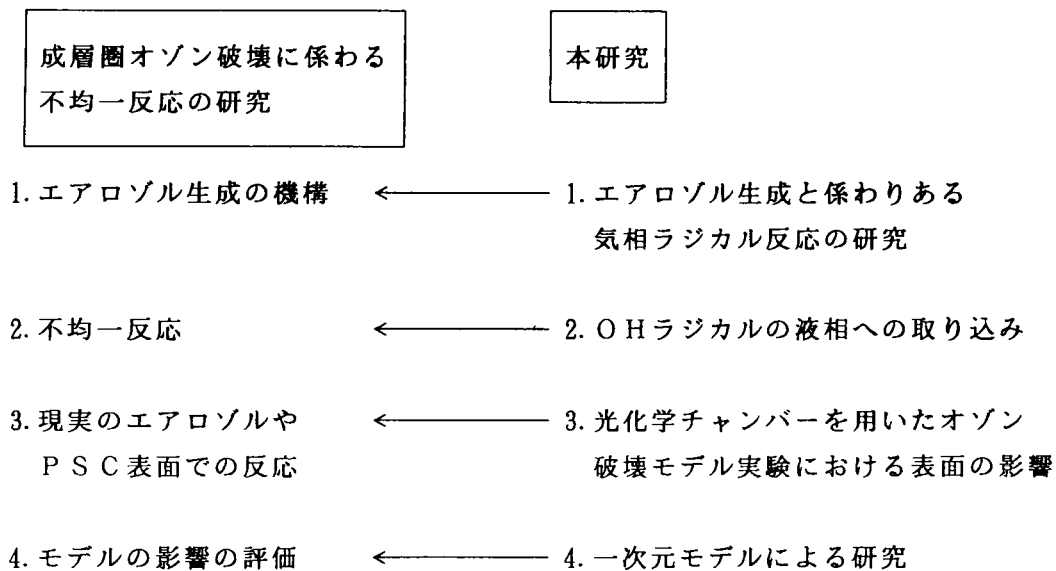 成層圏オゾン破壊に係わる
不均一反応の研究
本研究
1.エアロゾル生成の機構
1.エアロゾル生成と係わりある
気相ラジカル反応の研究
2.不均一反応
2.OHラジカルの液相への取り込み
3.現実のエアロゾルや
PSC表面での反応
3.光化学チャンバーを用いたオゾン
破壊モデル実験における表面の影響
4.モデルの影響の評価
4.一次元モデルによる研究